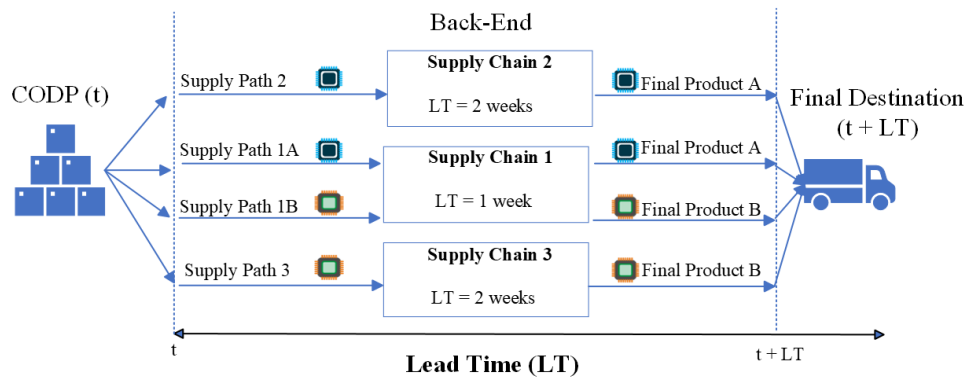 Back-End
CODP (t)
Supply Path 2
Supply Chain 2
LT = 2 weeks
Final Product A
Supply Path 1A
Supply Chain 1
LT = 1 week
Final Product A
Supply Path 1B
Final Product B
Supply Path 3
Supply Chain 3
LT = 2 weeks
Final Product B
Final Destination
(t + LT)
t
t + LT
Lead Time (LT)